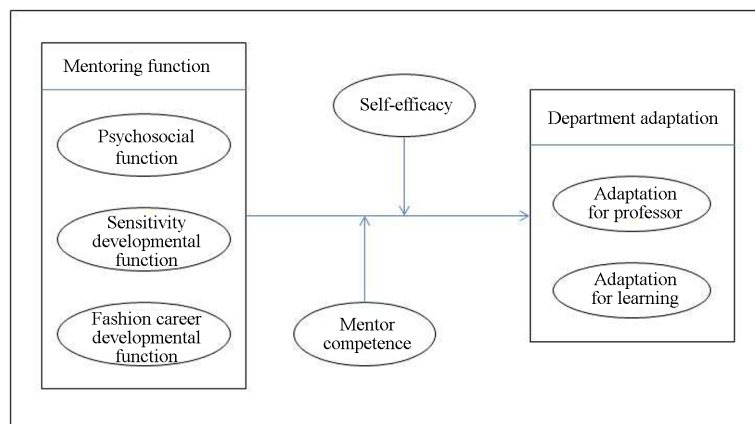 Mentoring function
Psychosocial
function
Sensitivity
developmental
function
Fashion career
developmental
function
Self-efficacy
Mentor
competence
Department adaptation
Adaptation
for professor
Adaptation
for learning